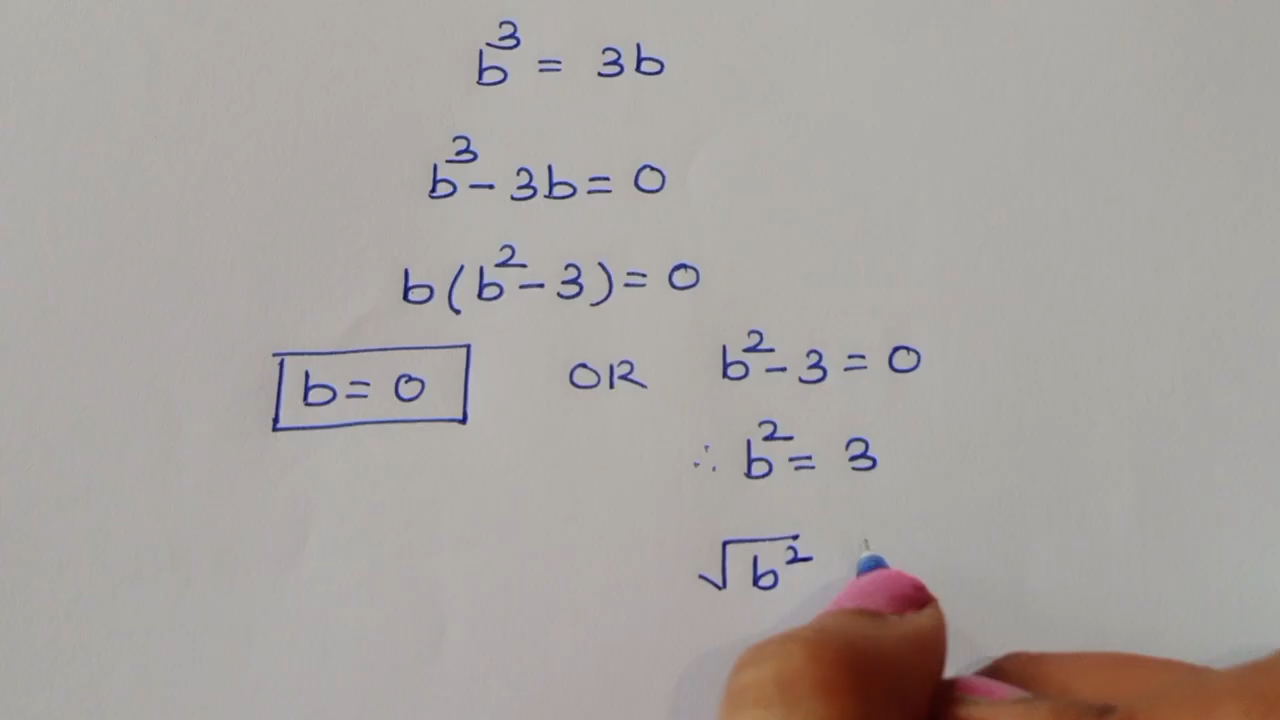 b³ = 3b
b³ - 3b = 0
b(b² - 3) = 0
b = 0 OR b² - 3 = 0
∴ b² = 3
√b²